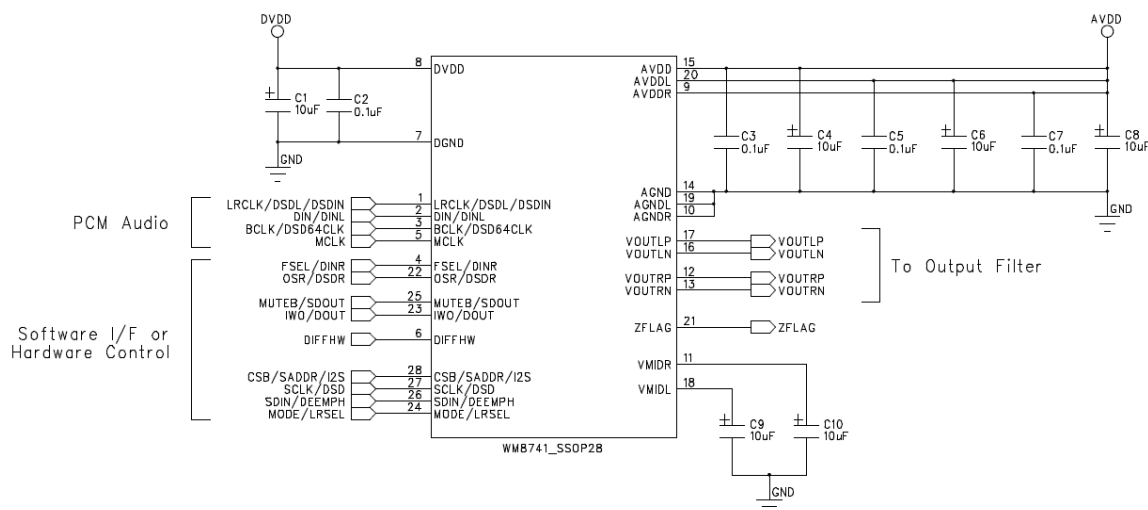 DVDD
AVDD
8 DVDD
AVDD 15
AVDDL 20
AVDDR 9
C1
10uF
C2
0.1uF
7 DGND
GND
C3
0.1uF
C4
10uF
C5
0.1uF
C6
10uF
C7
0.1uF
C8
10uF
AGND 14
AGNDL 19
AGNDR 10
GND
PCM Audio
LRCLK/DSDL/DSDIN 1 LRCLK/DSDL/DSDIN
DIN/DINL 2 DIN/DINL
BCLK/DSD64CLK 3 BCLK/DSD64CLK
MCLK 5 MCLK
VOUTLP 17 VOUTLP
VOUTLN 16 VOUTLN
VOUTRP 12 VOUTRP
VOUTRN 13 VOUTRN
To Output Filter
Software I/F or
Hardware Control
FSEL/DINR 4 FSEL/DINR
OSR/DSDR 22 OSR/DSDR
MUTEB/SDOUT 25 MUTEB/SDOUT
IWO/DOUT 23 IWO/DOUT
DIFFHW 6 DIFFHW
CSB/SADDR/I2S 28 CSB/SADDR/I2S
SCLK/DSD 27 SCLK/DSD
SDIN/DEEMPH 26 SDIN/DEEMPH
MODE/LRSEL 24 MODE/LRSEL
ZFLAG 21 ZFLAG
VMIDR 11
VMIDL 18
C9
10uF
C10
10uF
GND
WM8741_SSOP28